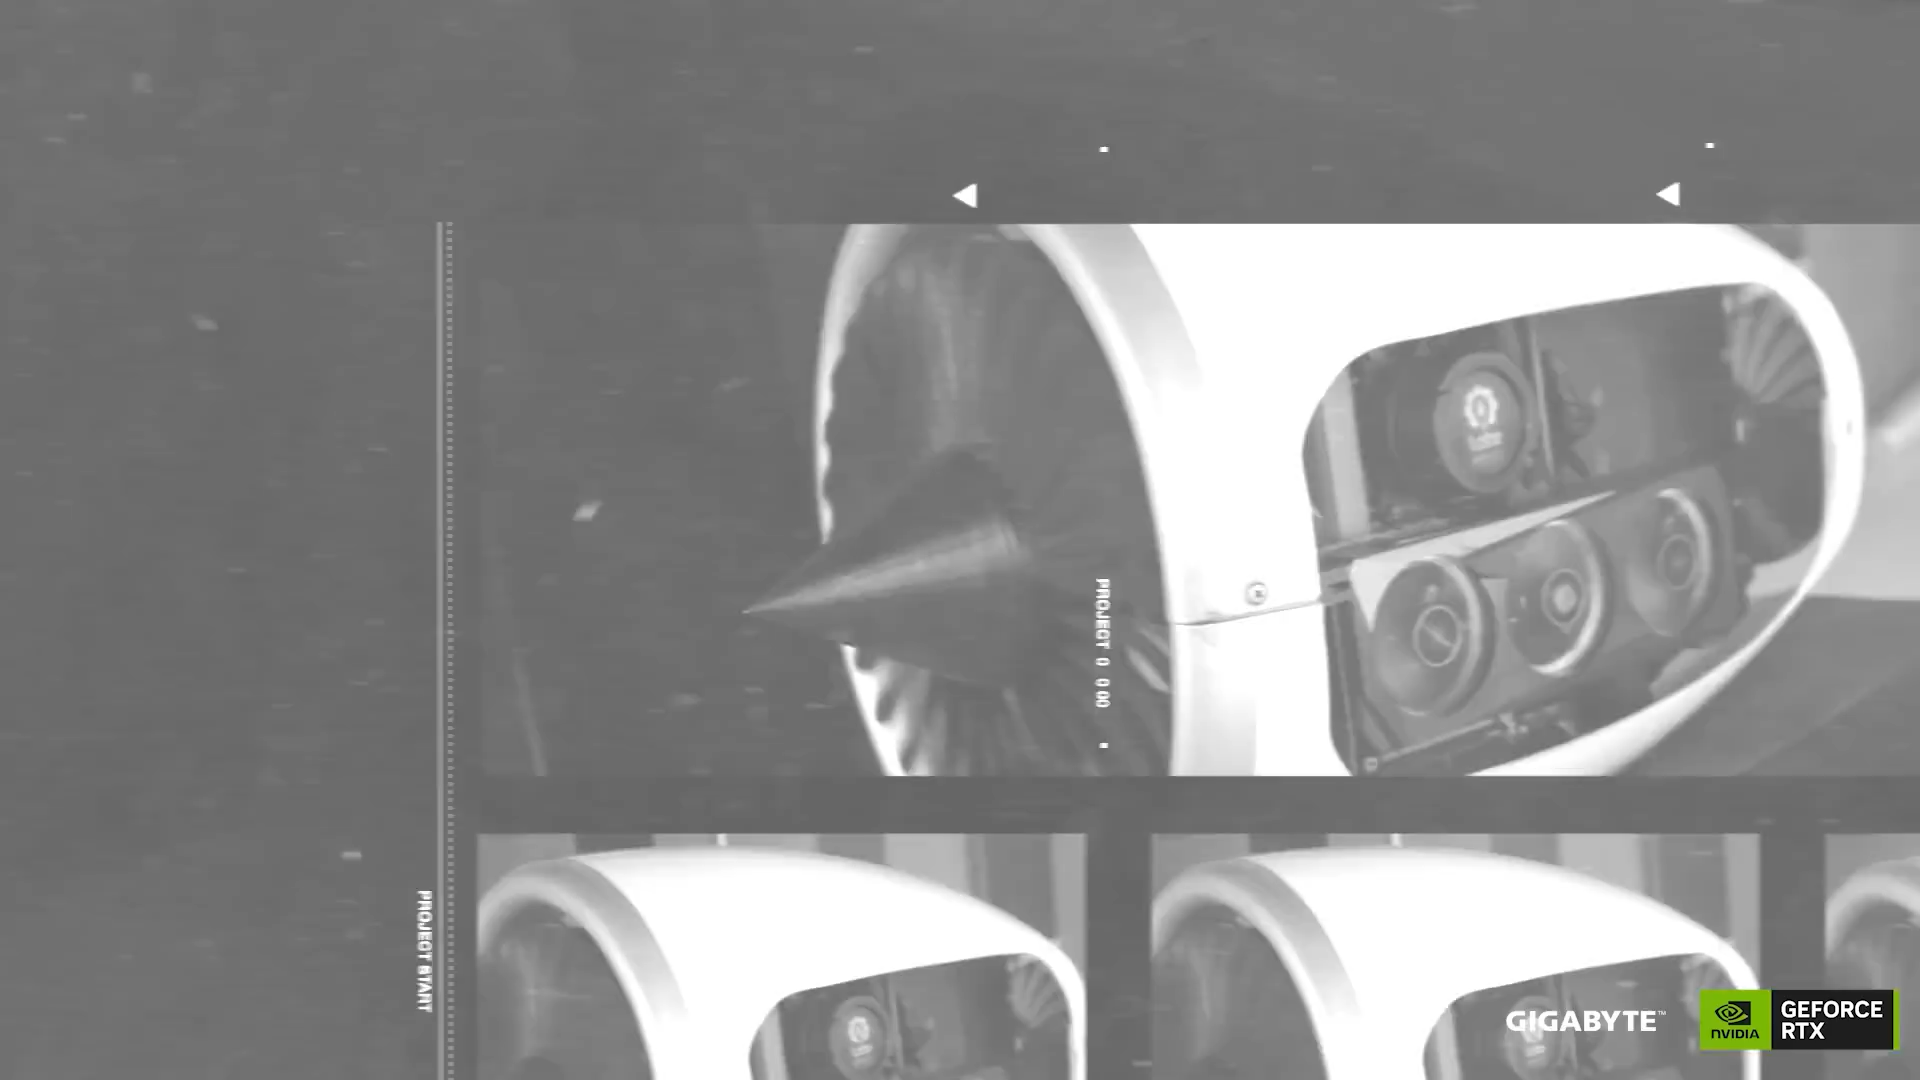 PROJECT 0 0 00
PROJECT START
GIGABYTE™
NVIDIA
GEFORCE
RTX